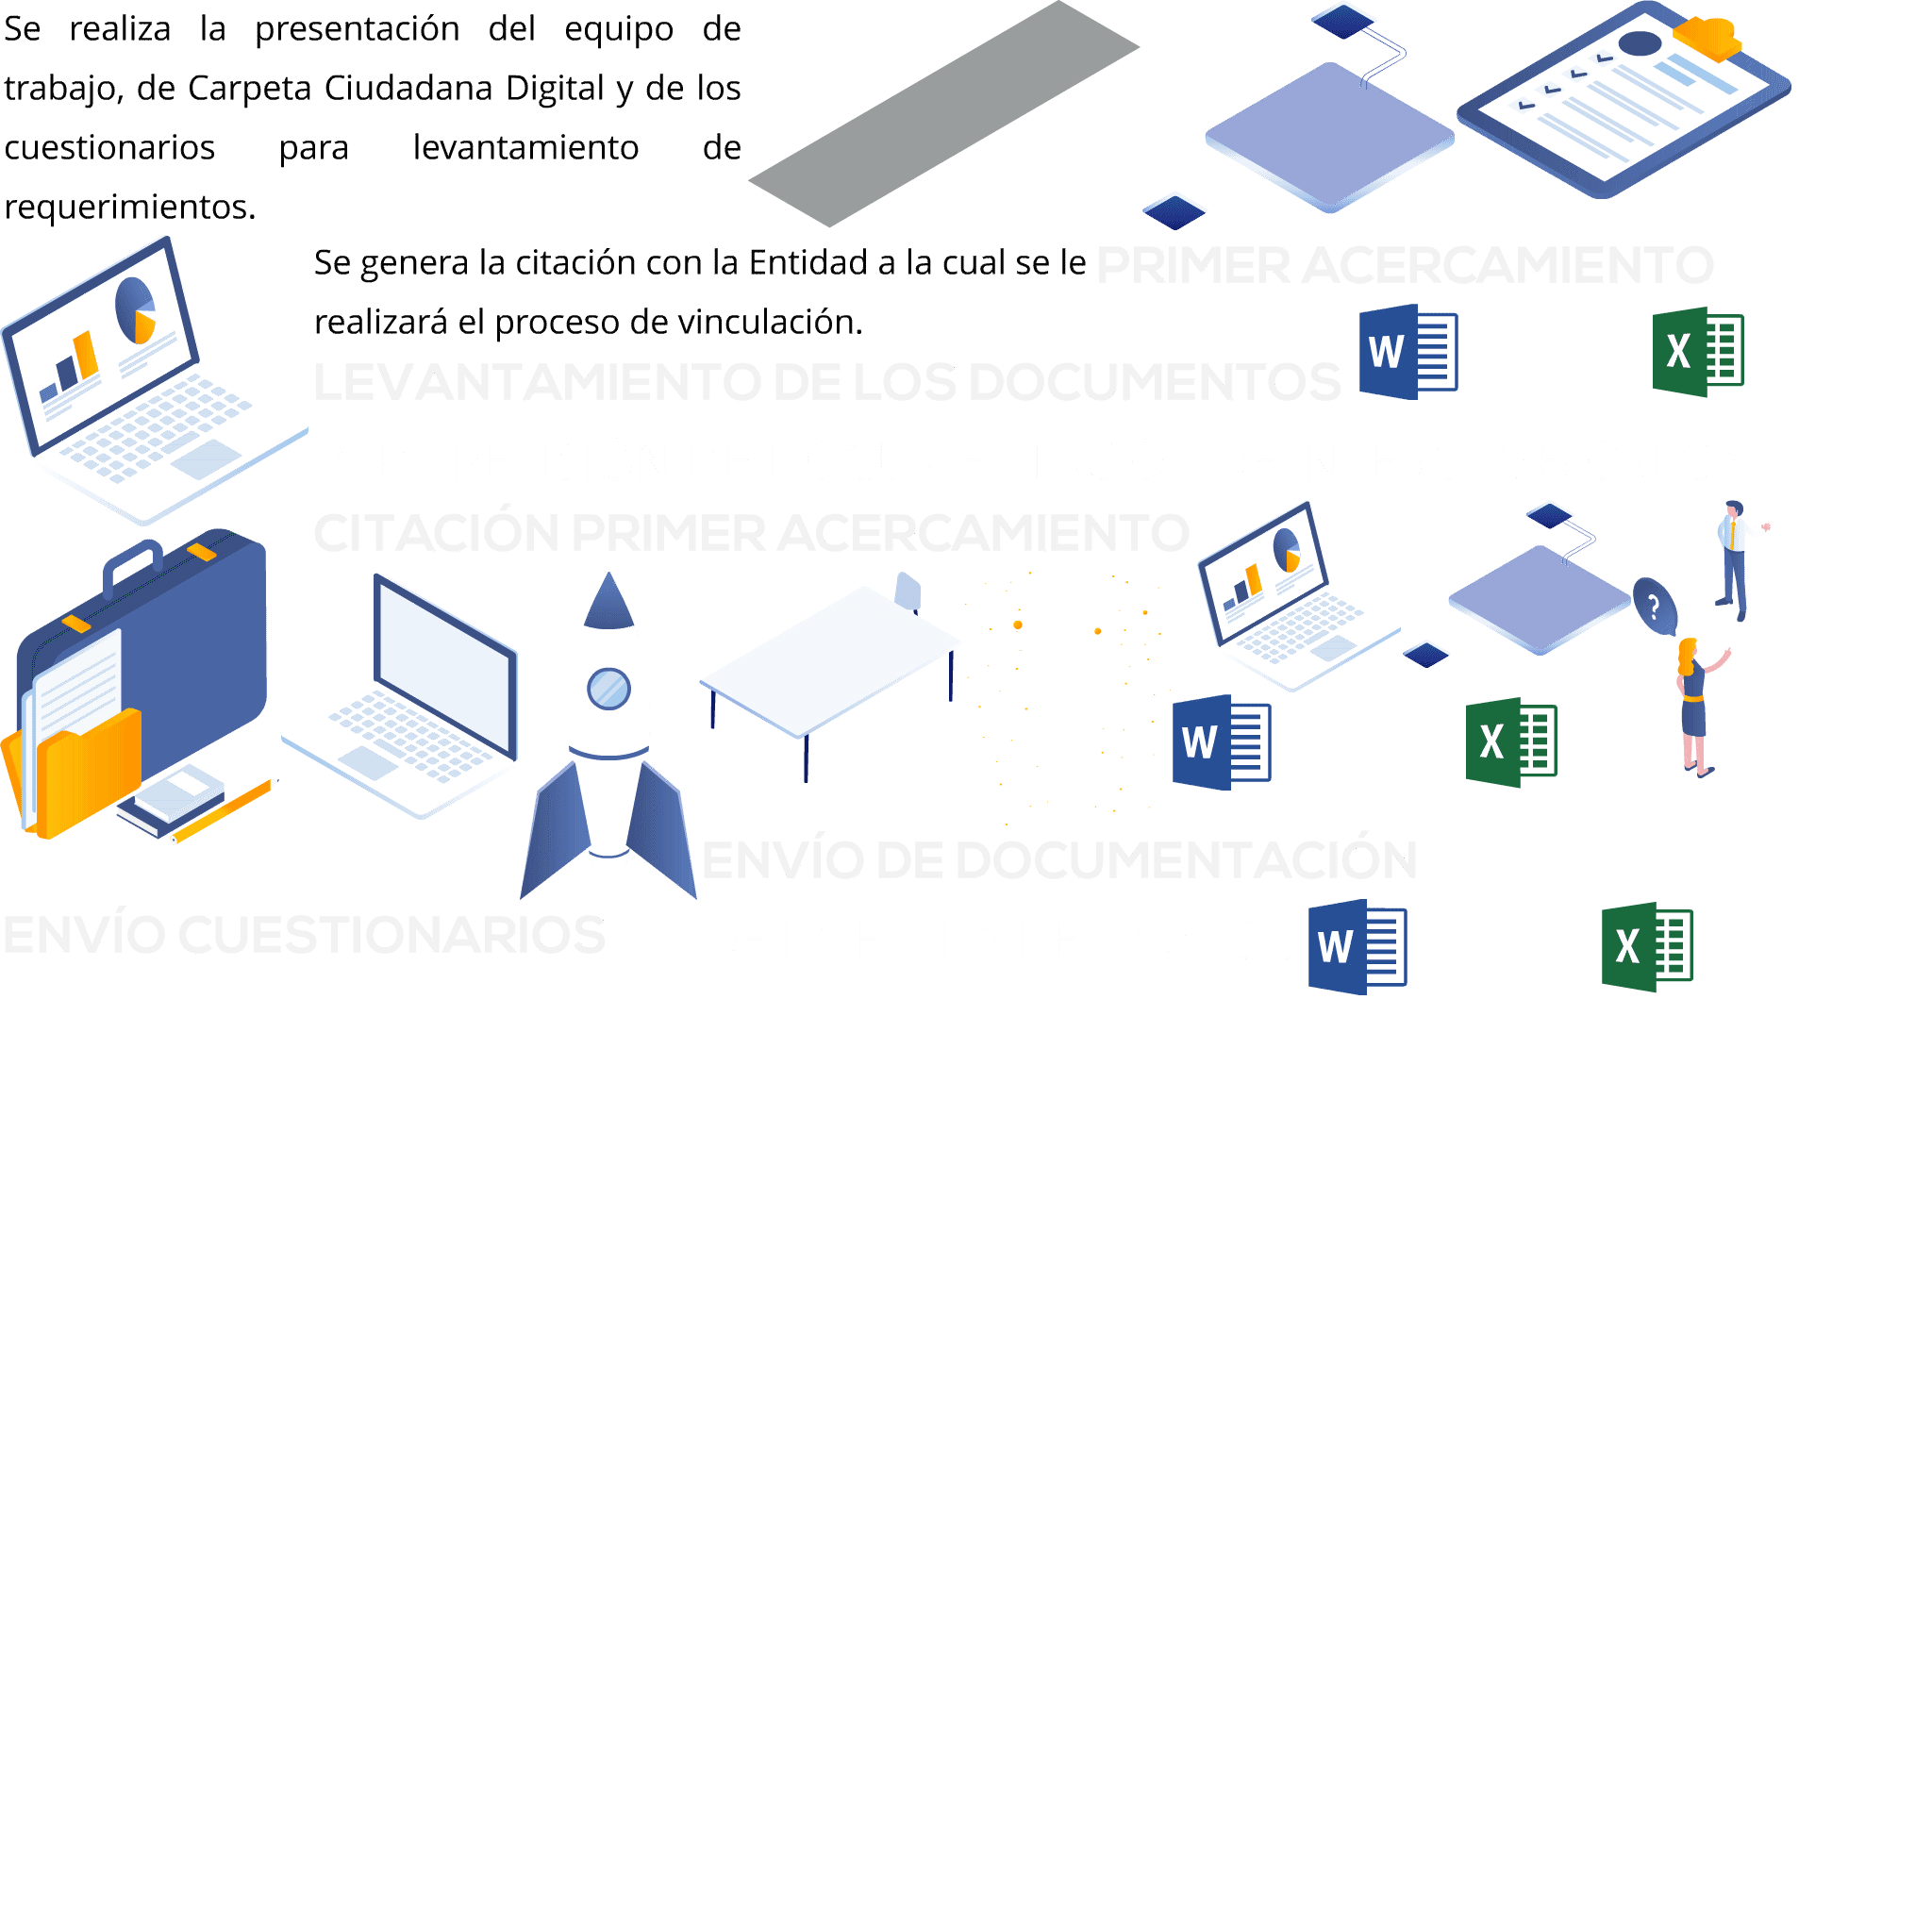 Se realiza la presentación del equipo de
trabajo, de Carpeta Ciudadana Digital y de los
cuestionarios para levantamiento de
requerimientos.
Se genera la citación con la Entidad a la cual se le
realizará el proceso de vinculación.
PRIMER ACERCAMIENTO
W
X
LEVANTAMIENTO DE LOS DOCUMENTOS
CITACIÓN PRIMER ACERCAMIENTO
?
W
X
ENVÍO DE DOCUMENTACIÓN
ENVÍO CUESTIONARIOS
W
X